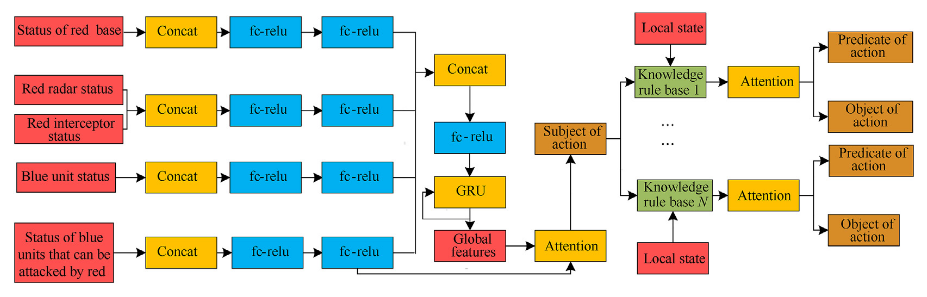 Status of red base
Concat
fc-relu
fc-relu
Red radar status
Red interceptor
status
Concat
fc-relu
fc-relu
Blue unit status
Concat
fc-relu
fc-relu
Status of blue
units that can be
attacked by red
Concat
fc-relu
fc-relu
Concat
fc-relu
GRU
Global
features
Attention
Subject of
action
Local state
Knowledge
rule base 1
Attention
Predicate of
action
Object of
action
...
...
Knowledge
rule base N
Attention
Predicate of
action
Object of
action
Local state